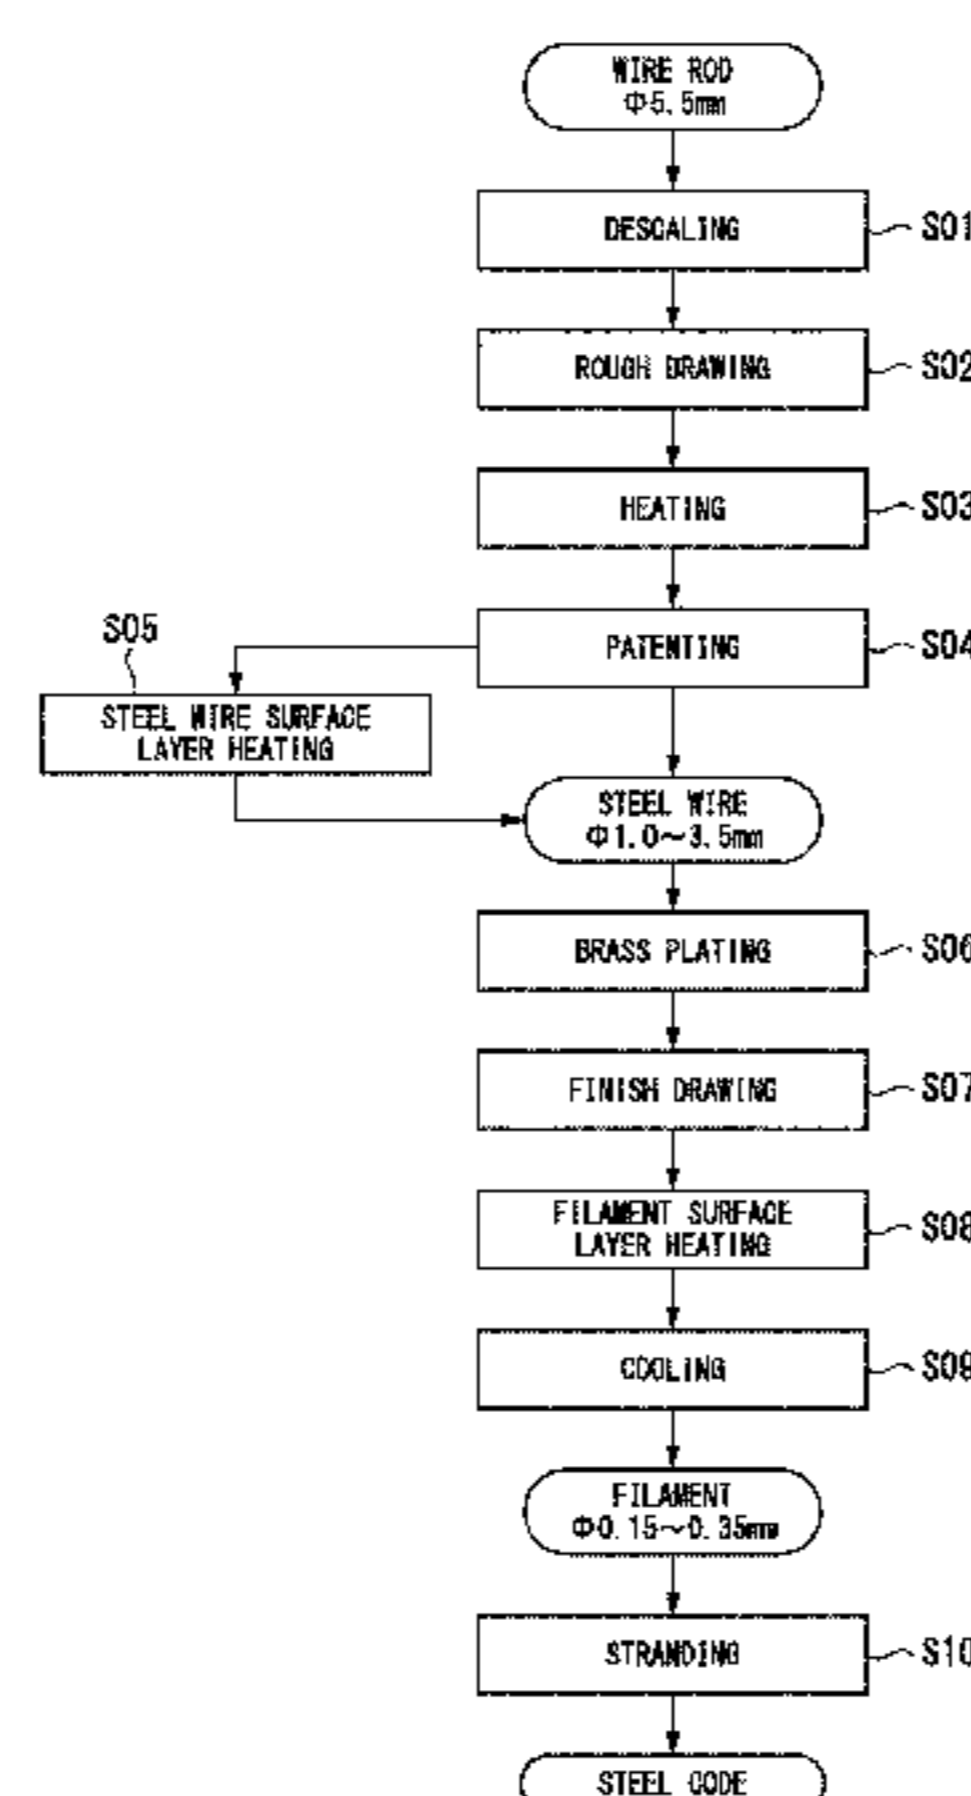 WIRE ROD
Φ5.5mm
DESCALING
S01
ROUGH DRAWING
S02
HEATING
S03
PATENTING
S04
S05
STEEL WIRE SURFACE
LAYER HEATING
STEEL WIRE
Φ1.0～3.5mm
BRASS PLATING
S06
FINISH DRAWING
S07
FILAMENT SURFACE
LAYER HEATING
S08
COOLING
S09
FILAMENT
Φ0.15～0.35mm
STRANDING
S10
STEEL CODE